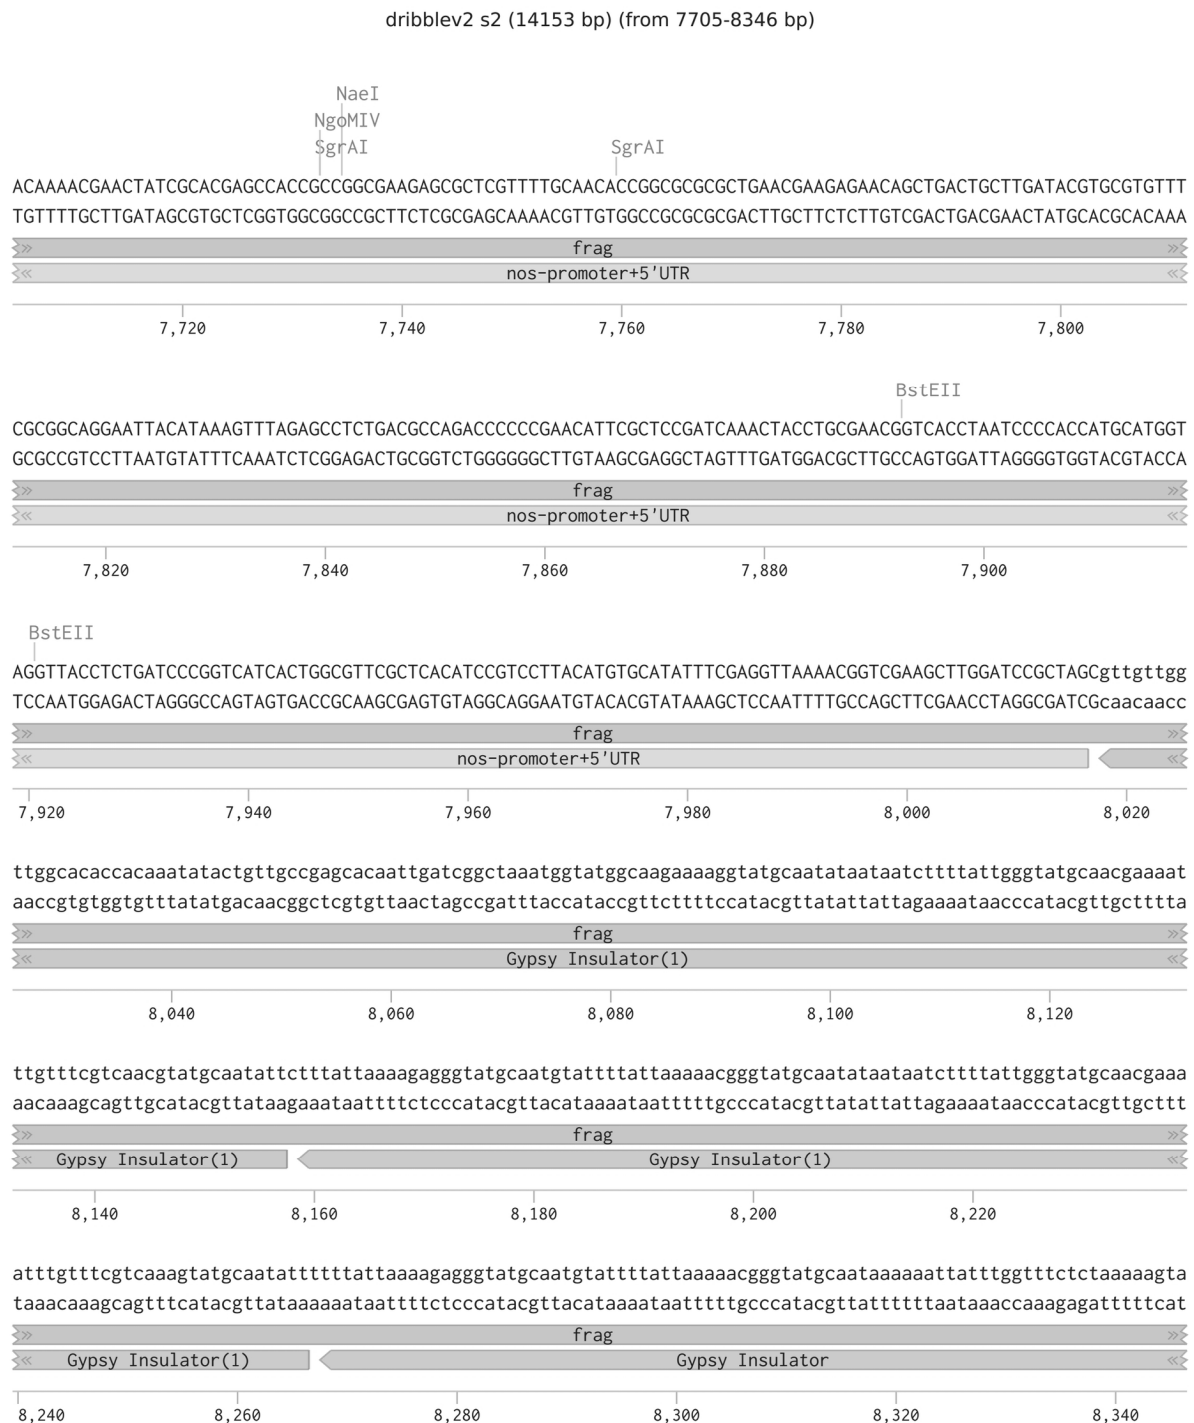 dribblev2 s2 (14153 bp) (from 7705-8346 bp)
NaeI
NgoMIV
SgrAI SgrAI
ACAAAACGAACTATCGCACGAGCCACCGCCGGCGAAGAGCGCTCGTTTTGCAACACCGGCGCGCGCTGAACGAAGAGAACAGCTGACTGCTTGATACGTGCGTGTTT
TGTTTTGCTTGATAGCGTGCTCGGTGGCGGCCGCTTCTCGCGAGCAAAACGTTGTGGCCGCGCGCGACTTGCTTCTCTTGTCGACTGACGAACTATGCACGCACAAA
frag
nos-promoter+5'UTR
7,720 7,740 7,760 7,780 7,800
BstEII
CGCGGCAGGAATTACATAAAGTTTAGAGCCTCTGACGCCAGACCCCCCGAACATTCGCTCCGATCAAACTACCTGCGAACGGTCACCTAATCCCCACCATGCATGGT
GCGCCGTCCTTAATGTATTTCAAATCTCGGAGACTGCGGTCTGGGGGGCTTGTAAGCGAGGCTAGTTTGATGGACGCTTGCCAGTGGATTAGGGGTGGTACGTACCA
frag
nos-promoter+5'UTR
7,820 7,840 7,860 7,880 7,900
BstEII
AGGTTACCTCTGATCCCGGTCATCACTGGCGTTCGCTCACATCCGTCCTTACATGTGCATATTTCGAGGTTAAAACGGTCGAAGCTTGGATCCGCTAGCgttgttgg
TCCAATGGAGACTAGGGCCAGTAGTGACCGCAAGCGAGTGTAGGCAGGAATGTACACGTATAAAGCTCCAATTTTGCCAGCTTCGAACCTAGGCGATCGcaacaacc
frag
nos-promoter+5'UTR
7,920 7,940 7,960 7,980 8,000 8,020
ttggcacaccacaaatatactgttgccgagcacaattgatcggctaaatggtatggcaagaaaaggtatgcaatataataatcttttattgggtatgcaacgaaaat
aaccgtgtggtgtttatatgacaacggctcgtgttaactagccgatttaccataccgttcttttccatacgttatattattagaaaataacccatacgttgctttta
frag
Gypsy Insulator(1)
8,040 8,060 8,080 8,100 8,120
ttgtttcgtcaacgtatgcaatattctttattaaaagagggtatgcaatgtattttattaaaaacgggtatgcaatataataatcttttattgggtatgcaacgaaa
aacaaagcagttgcatacgttataagaaataattttctcccatacgttacataaaataatttttgcccatacgttatattattagaaaataacccatacgttgcttt
frag
Gypsy Insulator(1) Gypsy Insulator(1)
8,140 8,160 8,180 8,200 8,220
atttgtttcgtcaaagtatgcaatattttttattaaaagagggtatgcaatgtattttattaaaaacgggtatgcaataaaaaattatttggtttctctaaaaagta
taaacaaagcagtttcatacgttataaaaaataattttctcccatacgttacataaaataatttttgcccatacgttattttttaataaaccaaagagatttttcat
frag
Gypsy Insulator(1) Gypsy Insulator
8,240 8,260 8,280 8,300 8,320 8,340